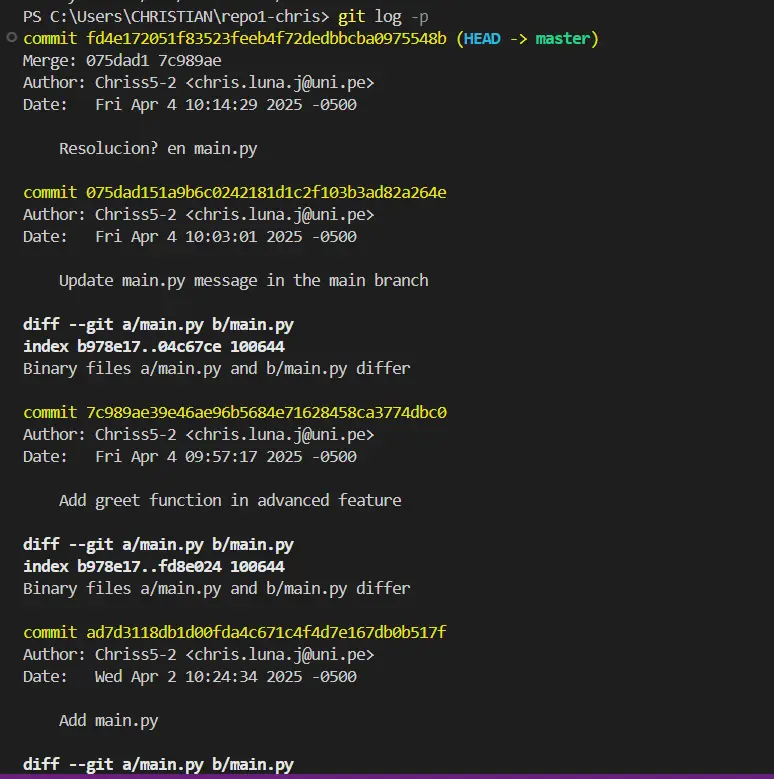 PS C:\Users\CHRISTIAN\repo1-chris> git log -p
commit fd4e172051f83523feeb4f72dedbbcba0975548b (HEAD -> master)
Merge: 075dad1 7c989ae
Author: Chriss5-2 <chris.luna.j@uni.pe>
Date:   Fri Apr 4 10:14:29 2025 -0500

    Resolucion? en main.py

commit 075dad151a9b6c0242181d1c2f103b3ad82a264e
Author: Chriss5-2 <chris.luna.j@uni.pe>
Date:   Fri Apr 4 10:03:01 2025 -0500

    Update main.py message in the main branch

diff --git a/main.py b/main.py
index b978e17..04c67ce 100644
Binary files a/main.py and b/main.py differ

commit 7c989ae39e46ae96b5684e71628458ca3774dbc0
Author: Chriss5-2 <chris.luna.j@uni.pe>
Date:   Fri Apr 4 09:57:17 2025 -0500

    Add greet function in advanced feature

diff --git a/main.py b/main.py
index b978e17..fd8e024 100644
Binary files a/main.py and b/main.py differ

commit ad7d3118db1d00fda4c671c4f4d7e167db0b517f
Author: Chriss5-2 <chris.luna.j@uni.pe>
Date:   Wed Apr 2 10:24:34 2025 -0500

    Add main.py

diff --git a/main.py b/main.py